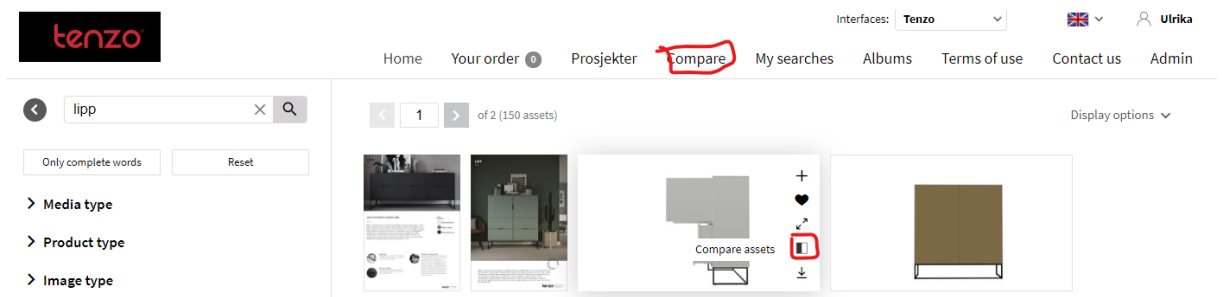 tenzo
Interfaces: Tenzo
Ulrika
Home Your order 0 Prosjekter Compare My searches Albums Terms of use Contact us Admin
lipp
1 of 2 (150 assets)
Display options
Only complete words Reset
Media type
Product type
Image type
Compare assets
tenzo